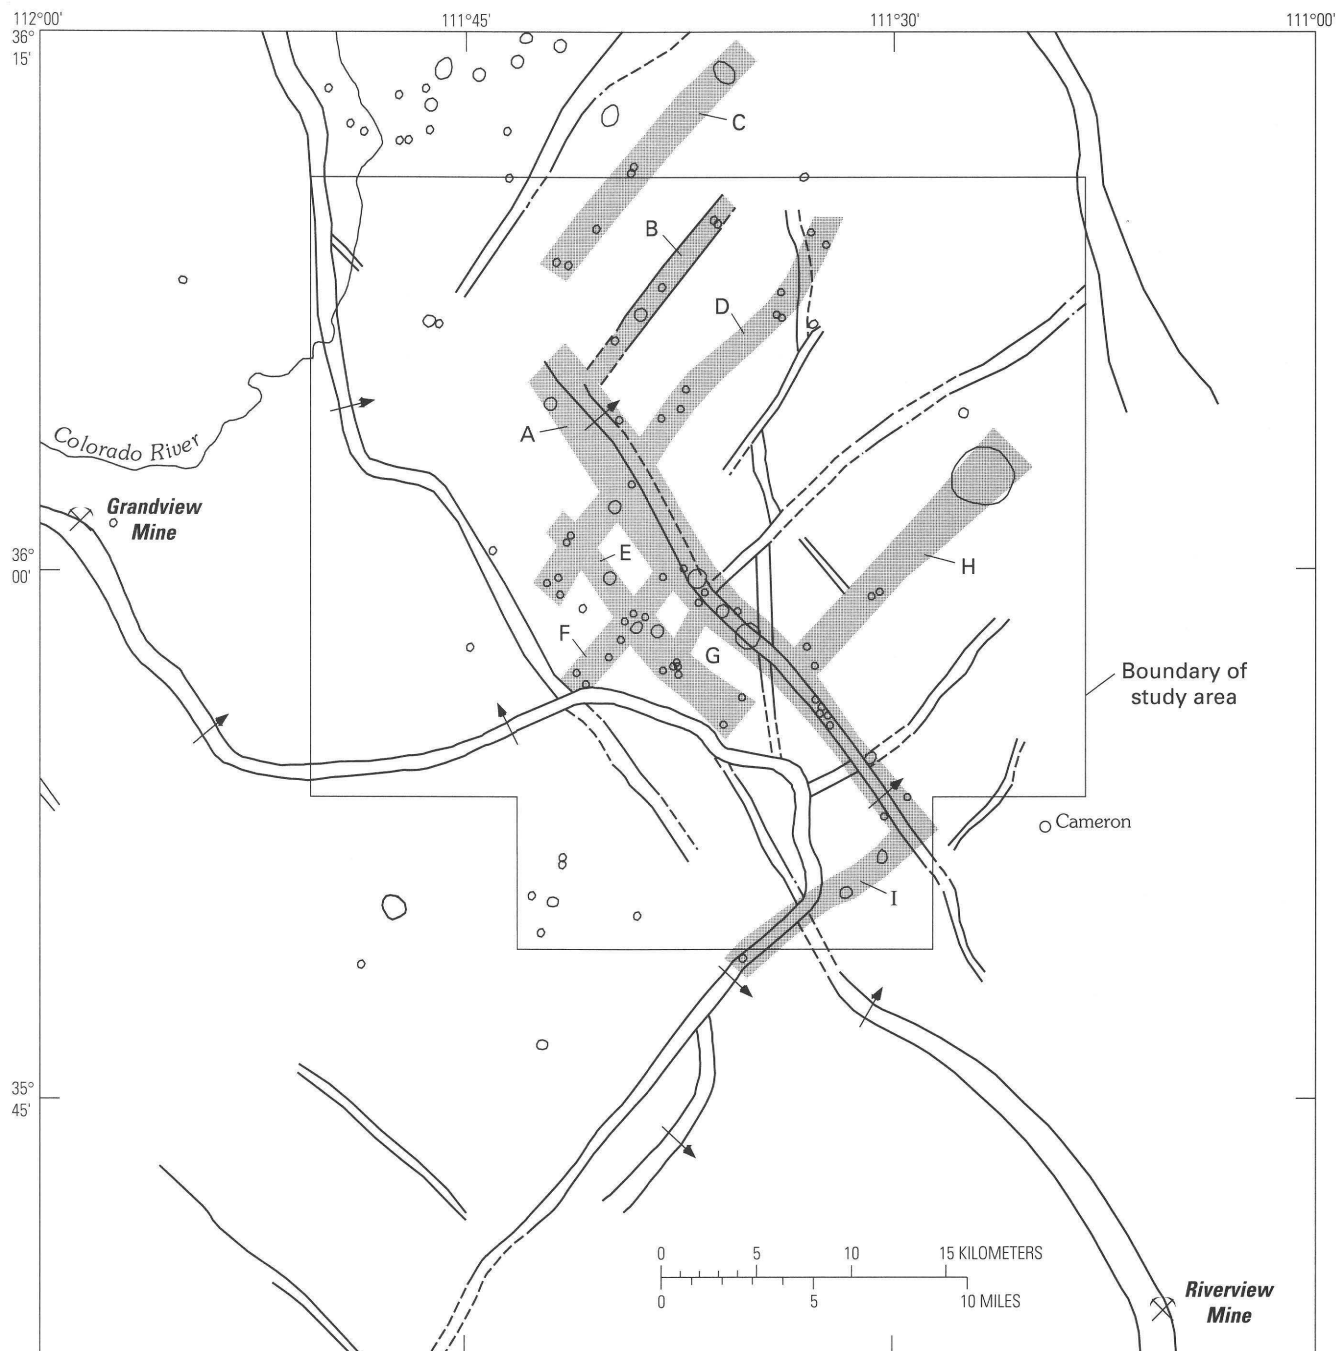 112°00'
111°45'
111°30'
111°00'
36°
15'
C
B
D
A
Colorado River
Grandview
Mine
36°
00'
E
H
F
G
Boundary of
study area
Cameron
I
35°
45'
0 5 10 15 KILOMETERS
0 5 10 MILES
Riverview
Mine